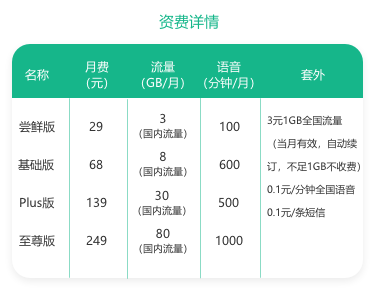 资费详情
名称 月费（元） 流量（GB/月） 语音（分钟/月） 套外
尝鲜版 29 3（国内流量） 100
基础版 68 8（国内流量） 600
Plus版 139 30（国内流量） 500
至尊版 249 80（国内流量） 1000
3元1GB全国流量
（当月有效，自动续
订，不足1GB不收费）
0.1元/分钟全国语音
0.1元/条短信